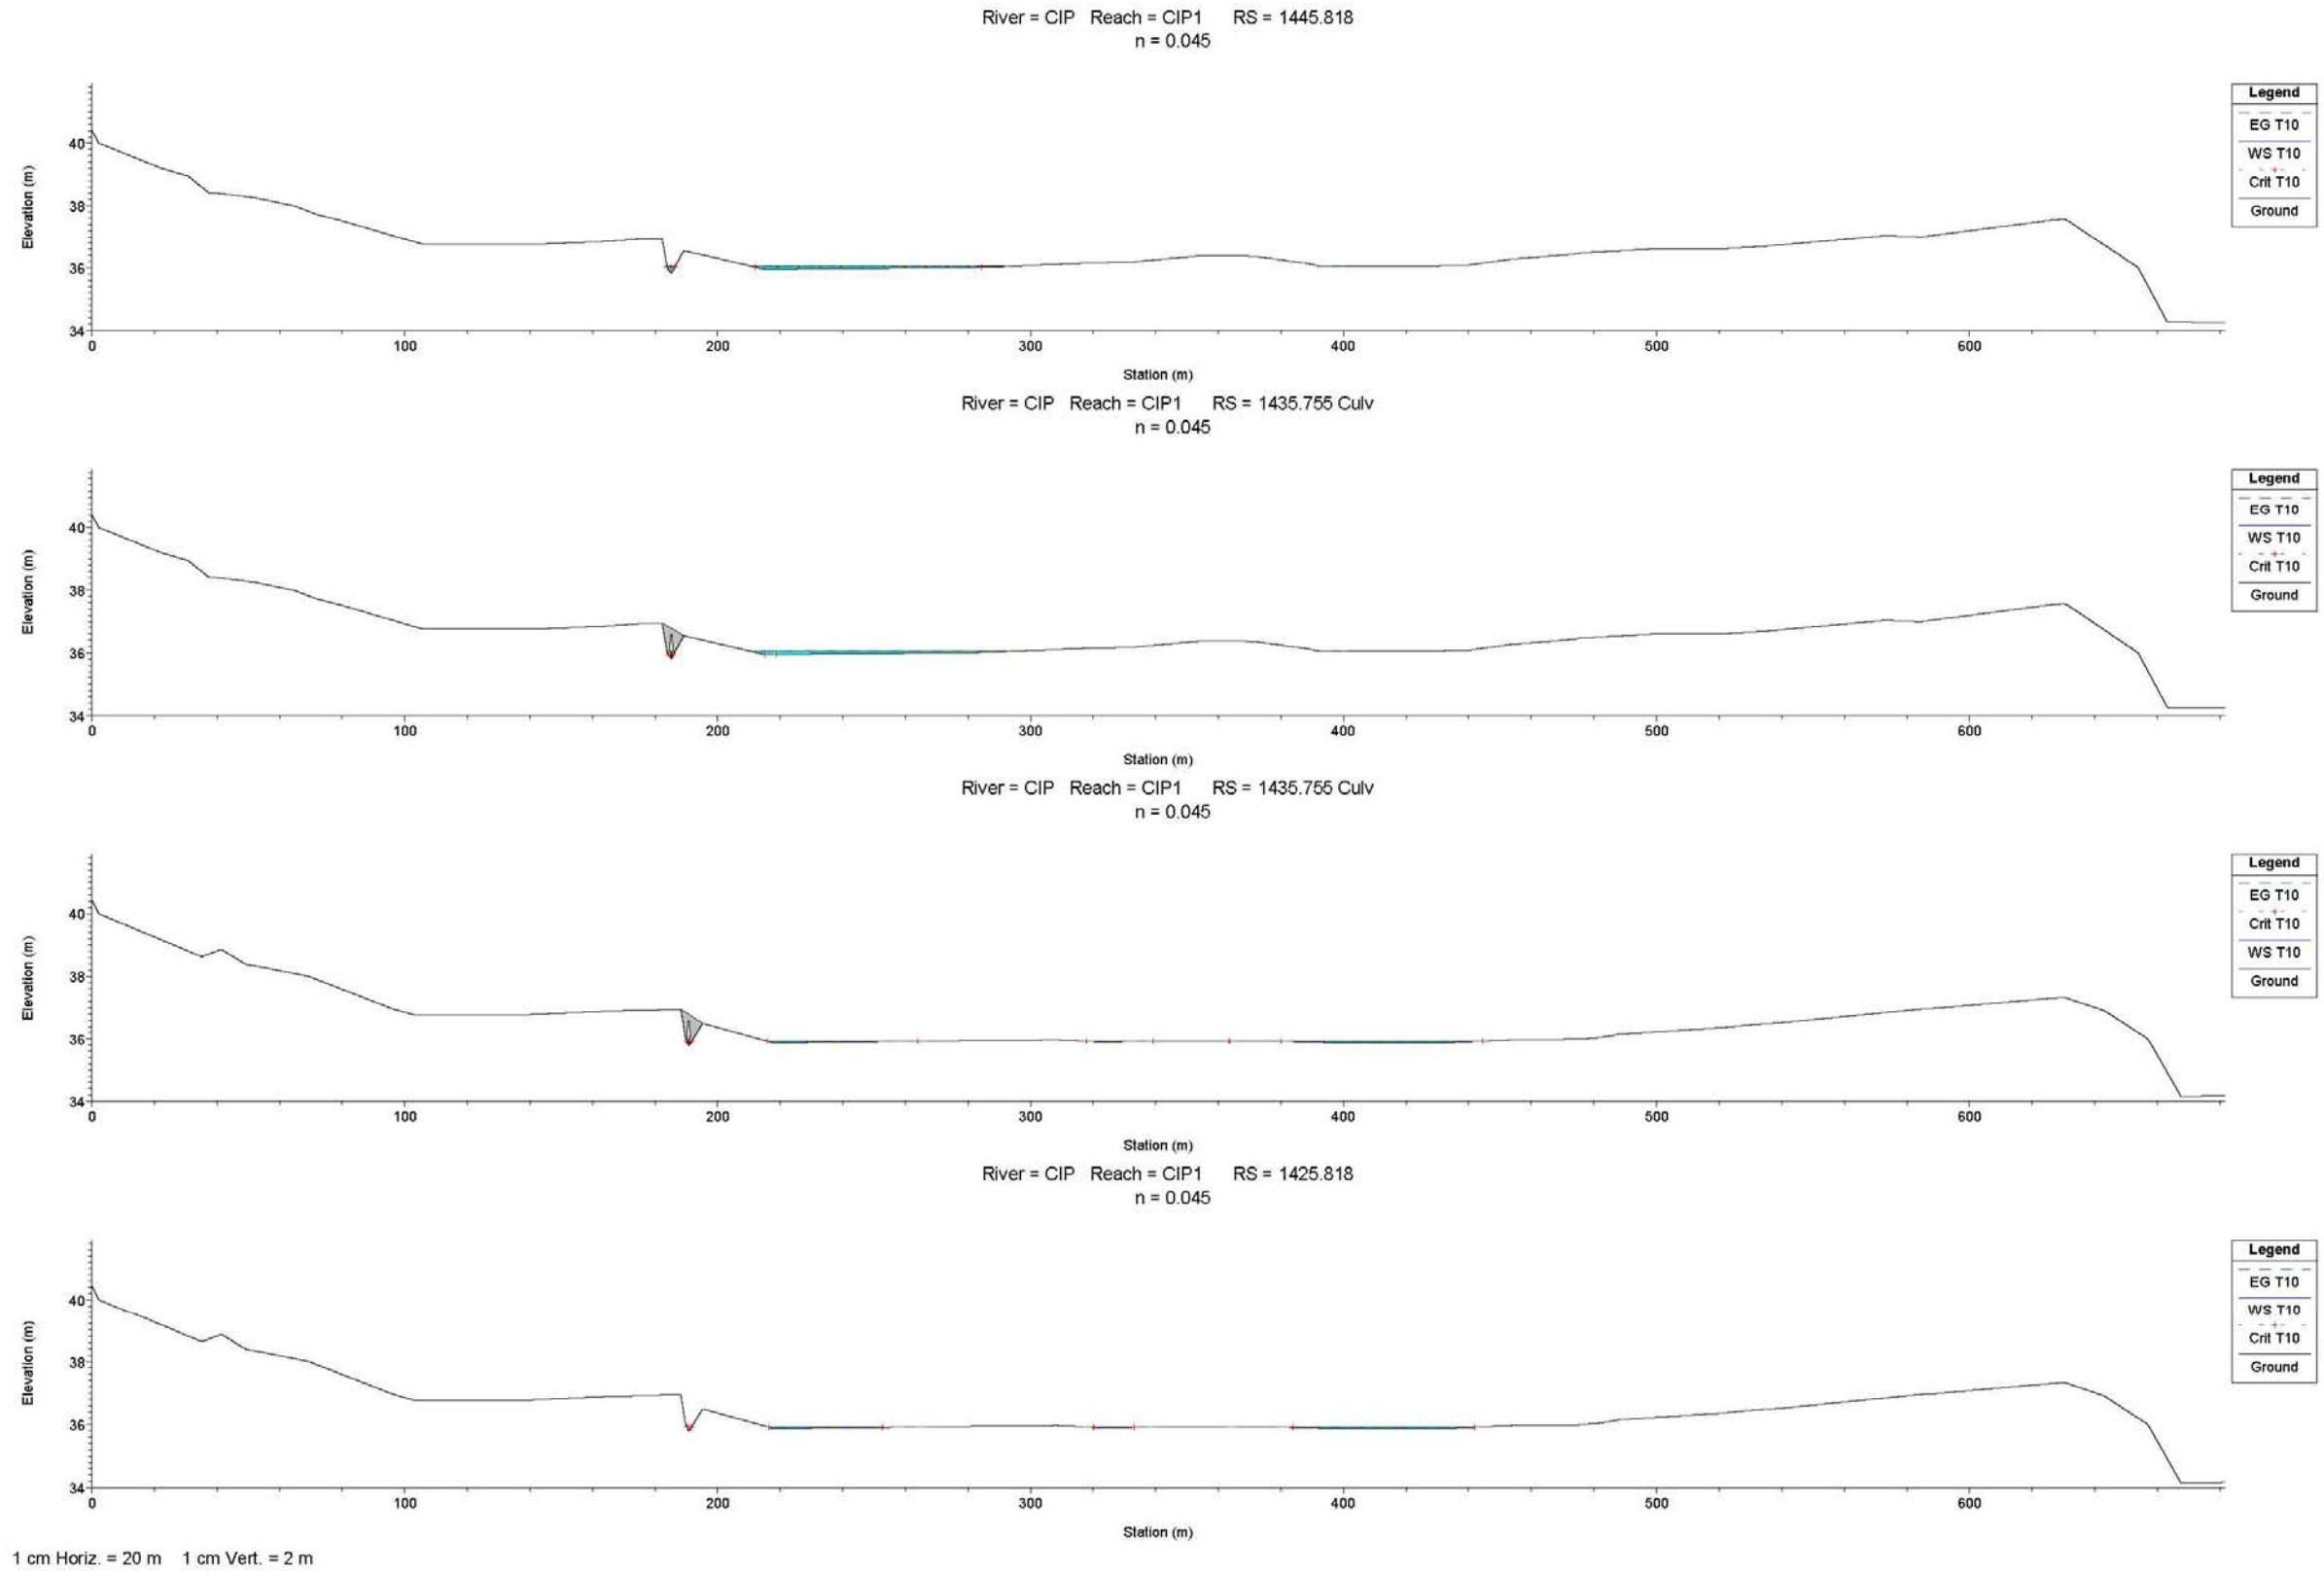 River = CIP Reach = CIP1 RS = 1445.818
n = 0.045
Legend
EG T10
WS T10
Crit T10
Ground
Elevation (m)
40
38
36
34
0 100 200 300 400 500 600
Station (m)
River = CIP Reach = CIP1 RS = 1435.755 Culv
n = 0.045
Legend
EG T10
WS T10
Crit T10
Ground
Elevation (m)
40
38
36
34
0 100 200 300 400 500 600
Station (m)
River = CIP Reach = CIP1 RS = 1435.755 Culv
n = 0.045
Legend
EG T10
Crit T10
WS T10
Ground
Elevation (m)
40
38
36
34
0 100 200 300 400 500 600
Station (m)
River = CIP Reach = CIP1 RS = 1425.818
n = 0.045
Legend
EG T10
WS T10
Crit T10
Ground
Elevation (m)
40
38
36
34
0 100 200 300 400 500 600
Station (m)
1 cm Horiz. = 20 m 1 cm Vert. = 2 m